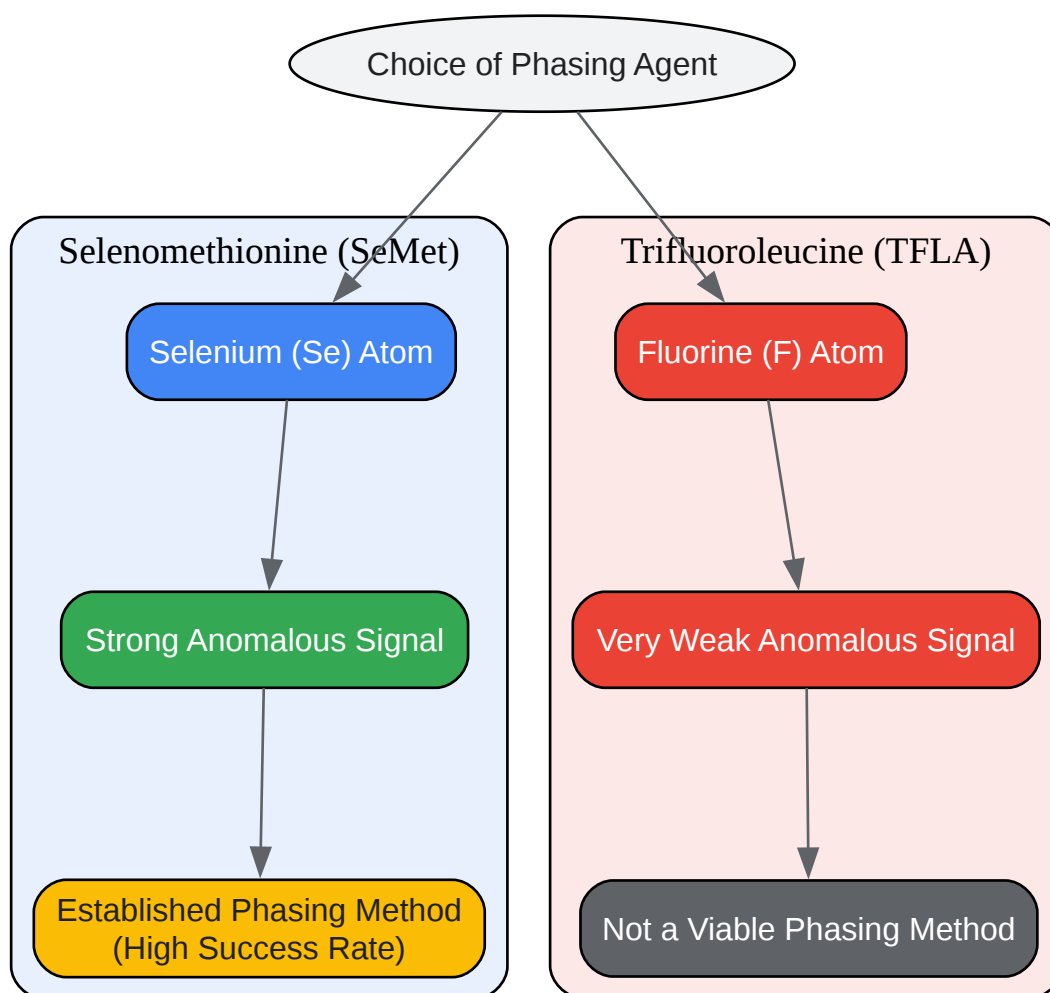 Choice of Phasing Agent
Selenomethionine (SeMet)
Trifluoroleucine (TFLA)
Selenium (Se) Atom
Fluorine (F) Atom
Strong Anomalous Signal
Very Weak Anomalous Signal
Established Phasing Method
(High Success Rate)
Not a Viable Phasing Method